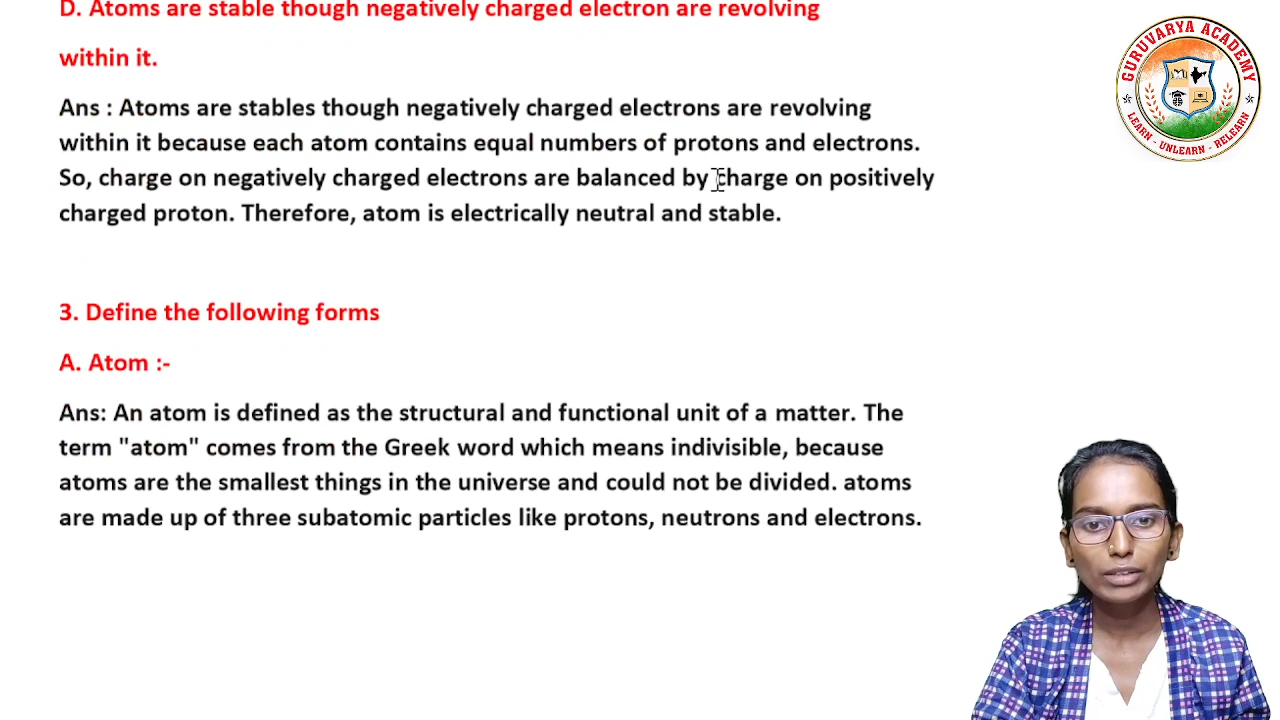 D. Atoms are stable though negatively charged electron are revolving
within it.
Ans : Atoms are stables though negatively charged electrons are revolving
within it because each atom contains equal numbers of protons and electrons.
So, charge on negatively charged electrons are balanced by charge on positively
charged proton. Therefore, atom is electrically neutral and stable.
3. Define the following forms
A. Atom :-
Ans: An atom is defined as the structural and functional unit of a matter. The
term "atom" comes from the Greek word which means indivisible, because
atoms are the smallest things in the universe and could not be divided. atoms
are made up of three subatomic particles like protons, neutrons and electrons.
GURUVARYA ACADEMY
LEARN - UNLEARN - RELEARN